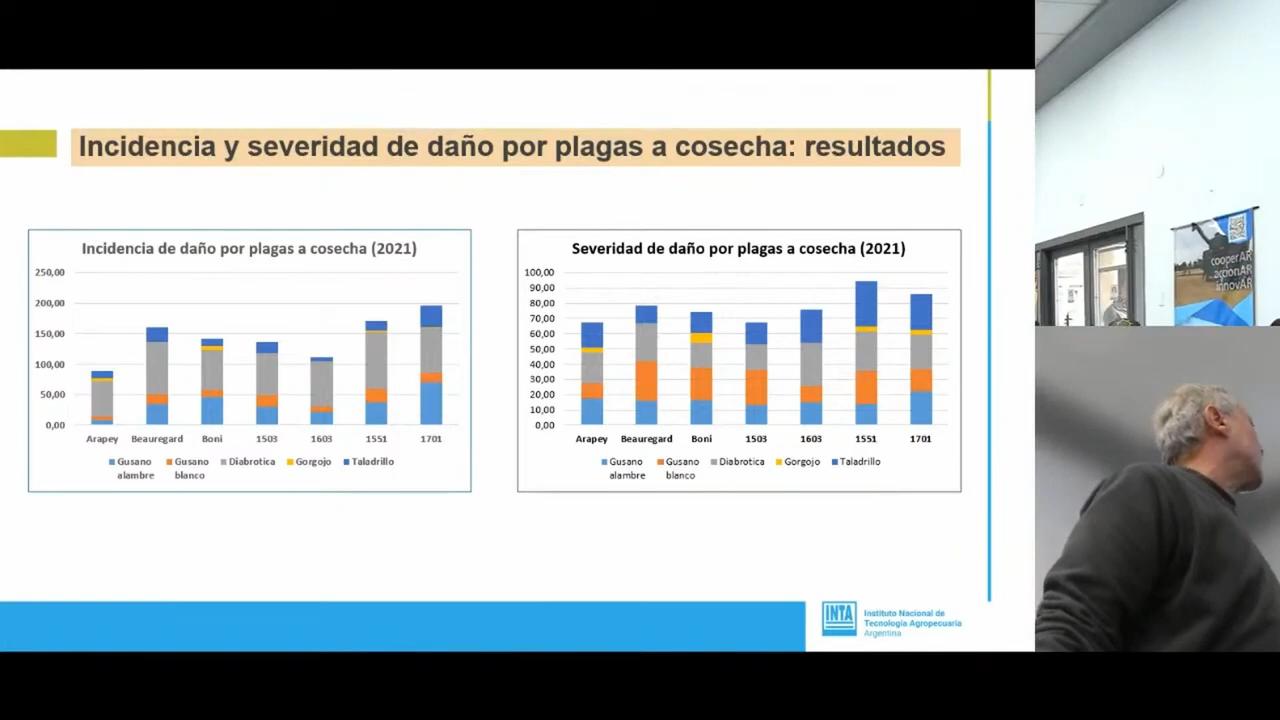 Incidencia y severidad de daño por plagas a cosecha: resultados
Incidencia de daño por plagas a cosecha (2021)
250,00
200,00
150,00
100,00
50,00
0,00
Arapey Beauregard Boni 1503 1603 1551 1701
Gusano alambre Gusano blanco Diabrotica Gorgojo Taladrillo
Severidad de daño por plagas a cosecha (2021)
100,00
90,00
80,00
70,00
60,00
50,00
40,00
30,00
20,00
10,00
0,00
Arapey Beauregard Boni 1503 1603 1551 1701
Gusano alambre Gusano blanco Diabrotica Gorgojo Taladrillo
INTA
Instituto Nacional de
Tecnología Agropecuaria
Argentina
cooperAR
accionAR
innovAR